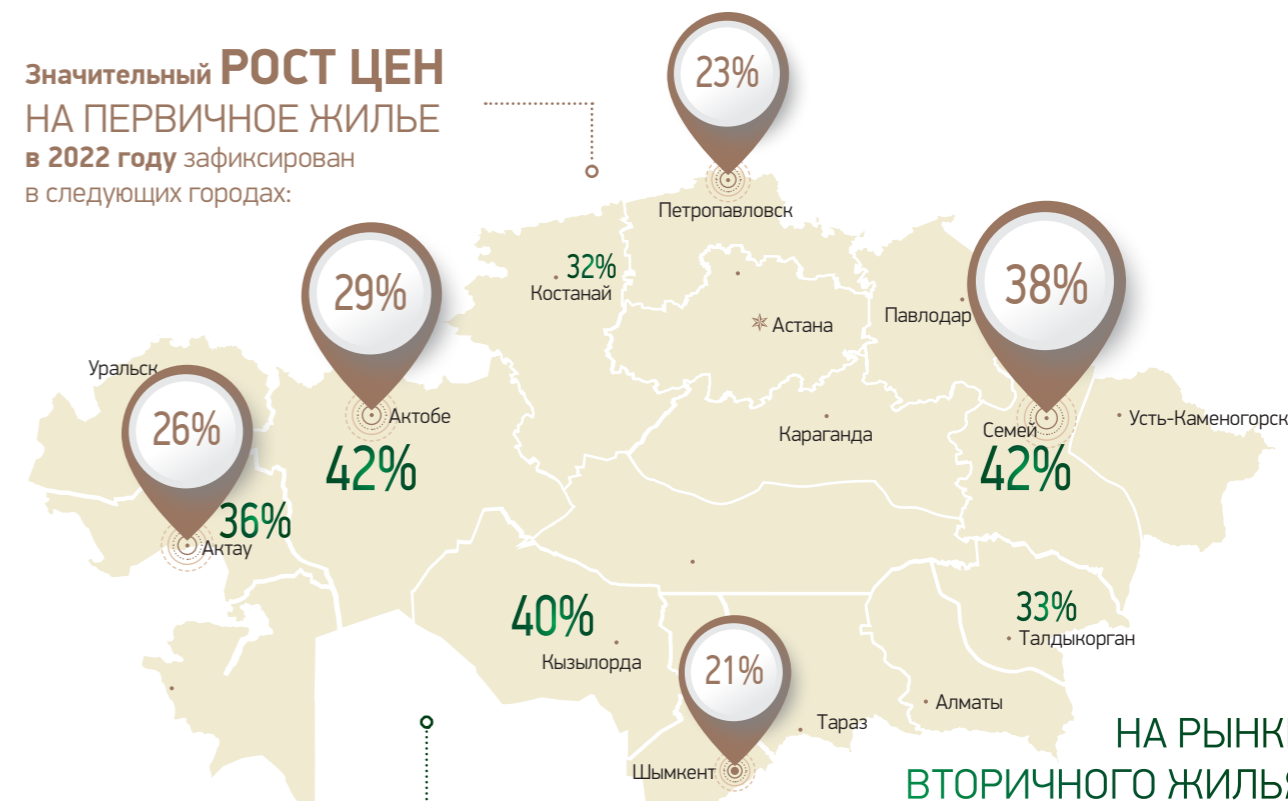 Значительный РОСТ ЦЕН
НА ПЕРВИЧНОЕ ЖИЛЬЕ
в 2022 году зафиксирован
в следующих городах:
23%
Петропавловск
32%
Костанай
29%
38%
Астана
Павлодар
Уральск
26%
Актобе
42%
Караганда
Семей
42%
Усть-Каменогорск
36%
Актау
40%
Кызылорда
33%
Талдыкорган
21%
Тараз
Алматы
Шымкент
НА РЫНК
ВТОРИЧНОГО ЖИЛЬЯ